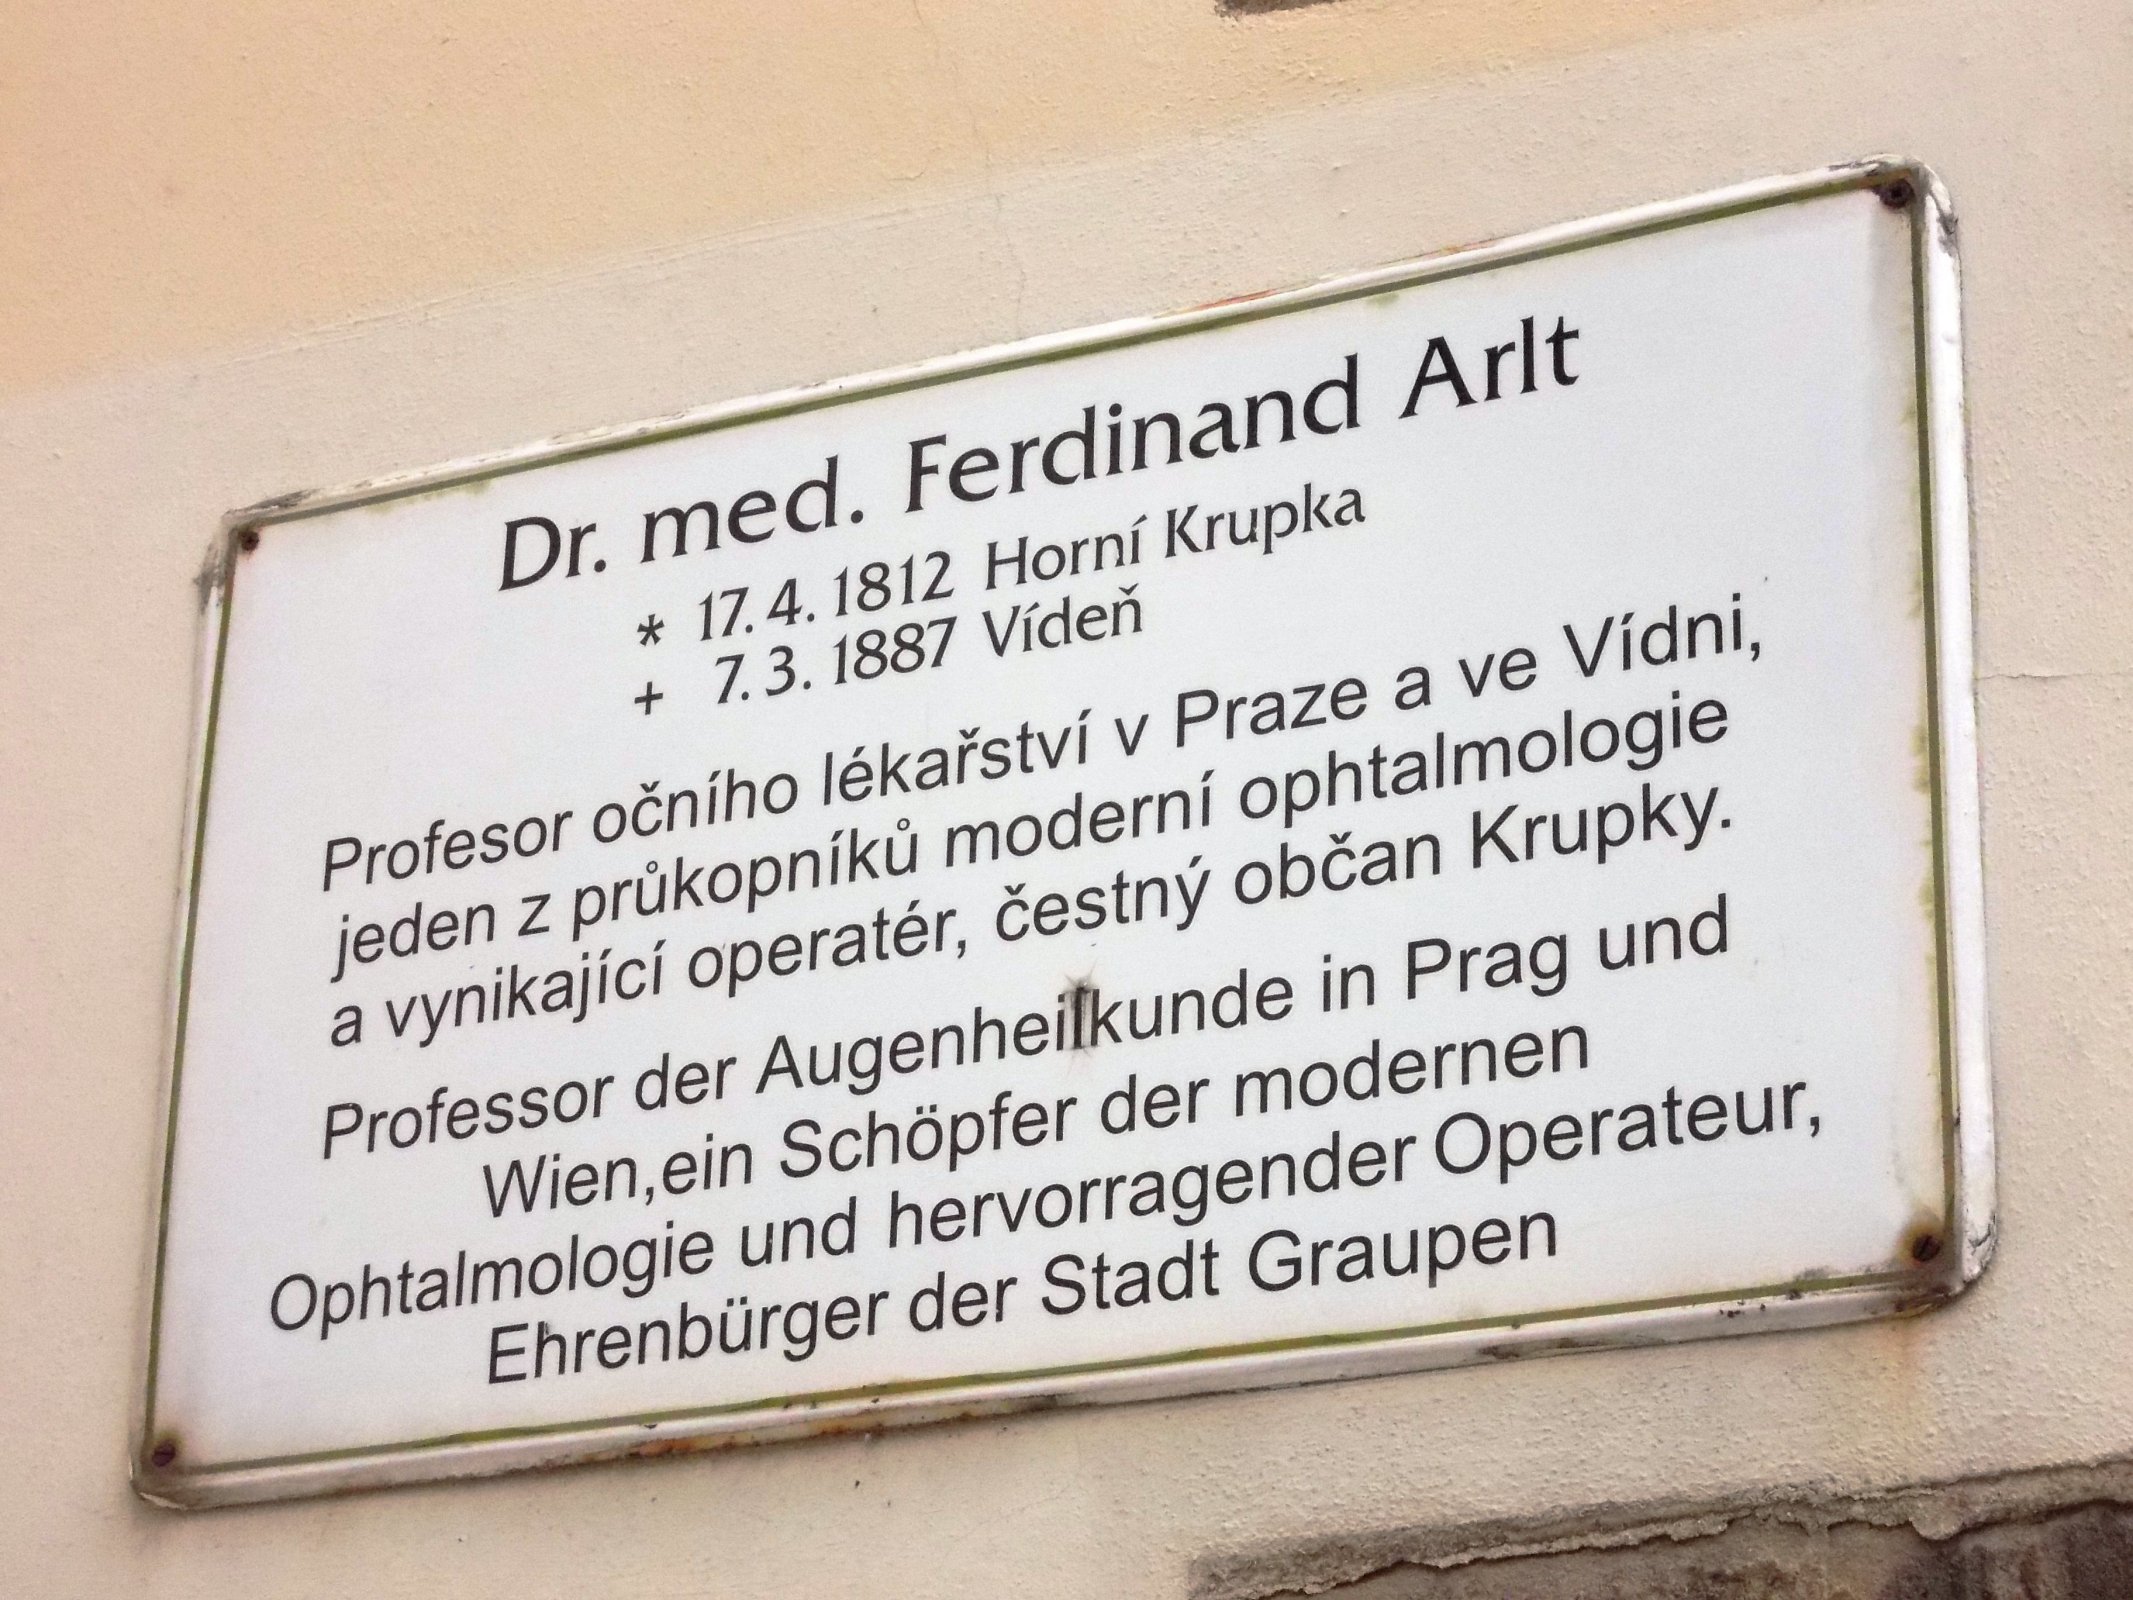 Dr. med. Ferdinand Arlt
* 17. 4. 1812 Horní Krupka
+ 7. 3. 1887 Vídeň
Profesor očního lékařství v Praze a ve Vídni,
jeden z průkopníků moderní ophtalmologie
a vynikající operatér, čestný občan Krupky.
Professor der Augenheilkunde in Prag und
Wien,ein Schöpfer der modernen
Ophtalmologie und hervorragender Operateur,
Ehrenbürger der Stadt Graupen